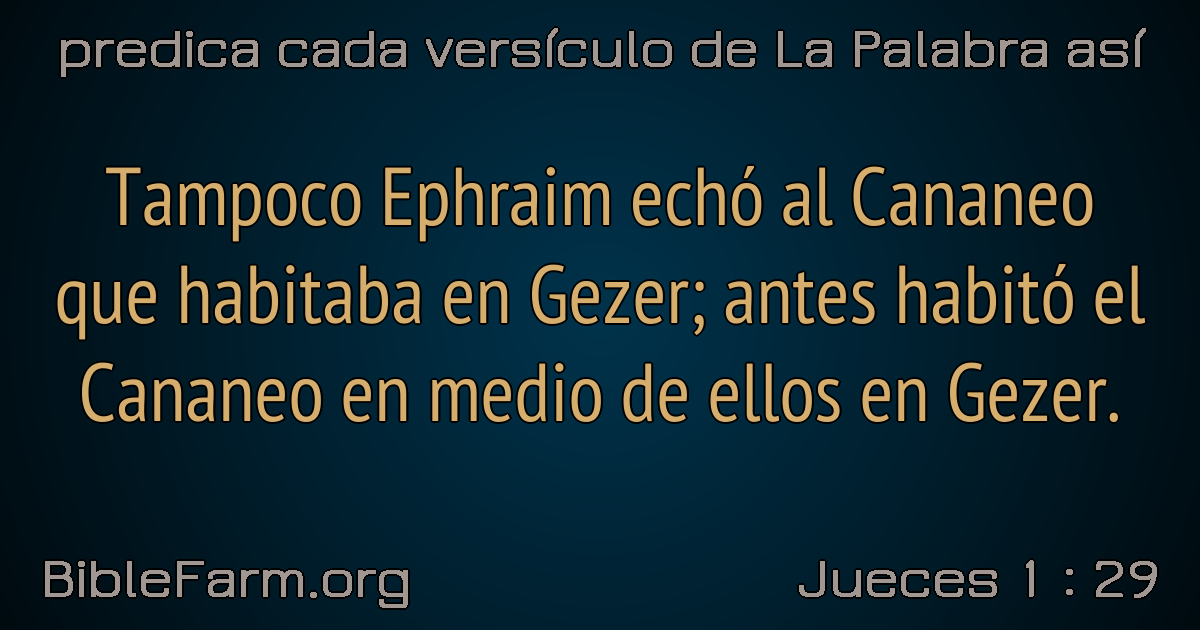 predica cada versículo de La Palabra así
Tampoco Ephraim echó al Cananeo
que habitaba en Gezer; antes habitó el
Cananeo en medio de ellos en Gezer.
BibleFarm.org
Jueces 1 : 29